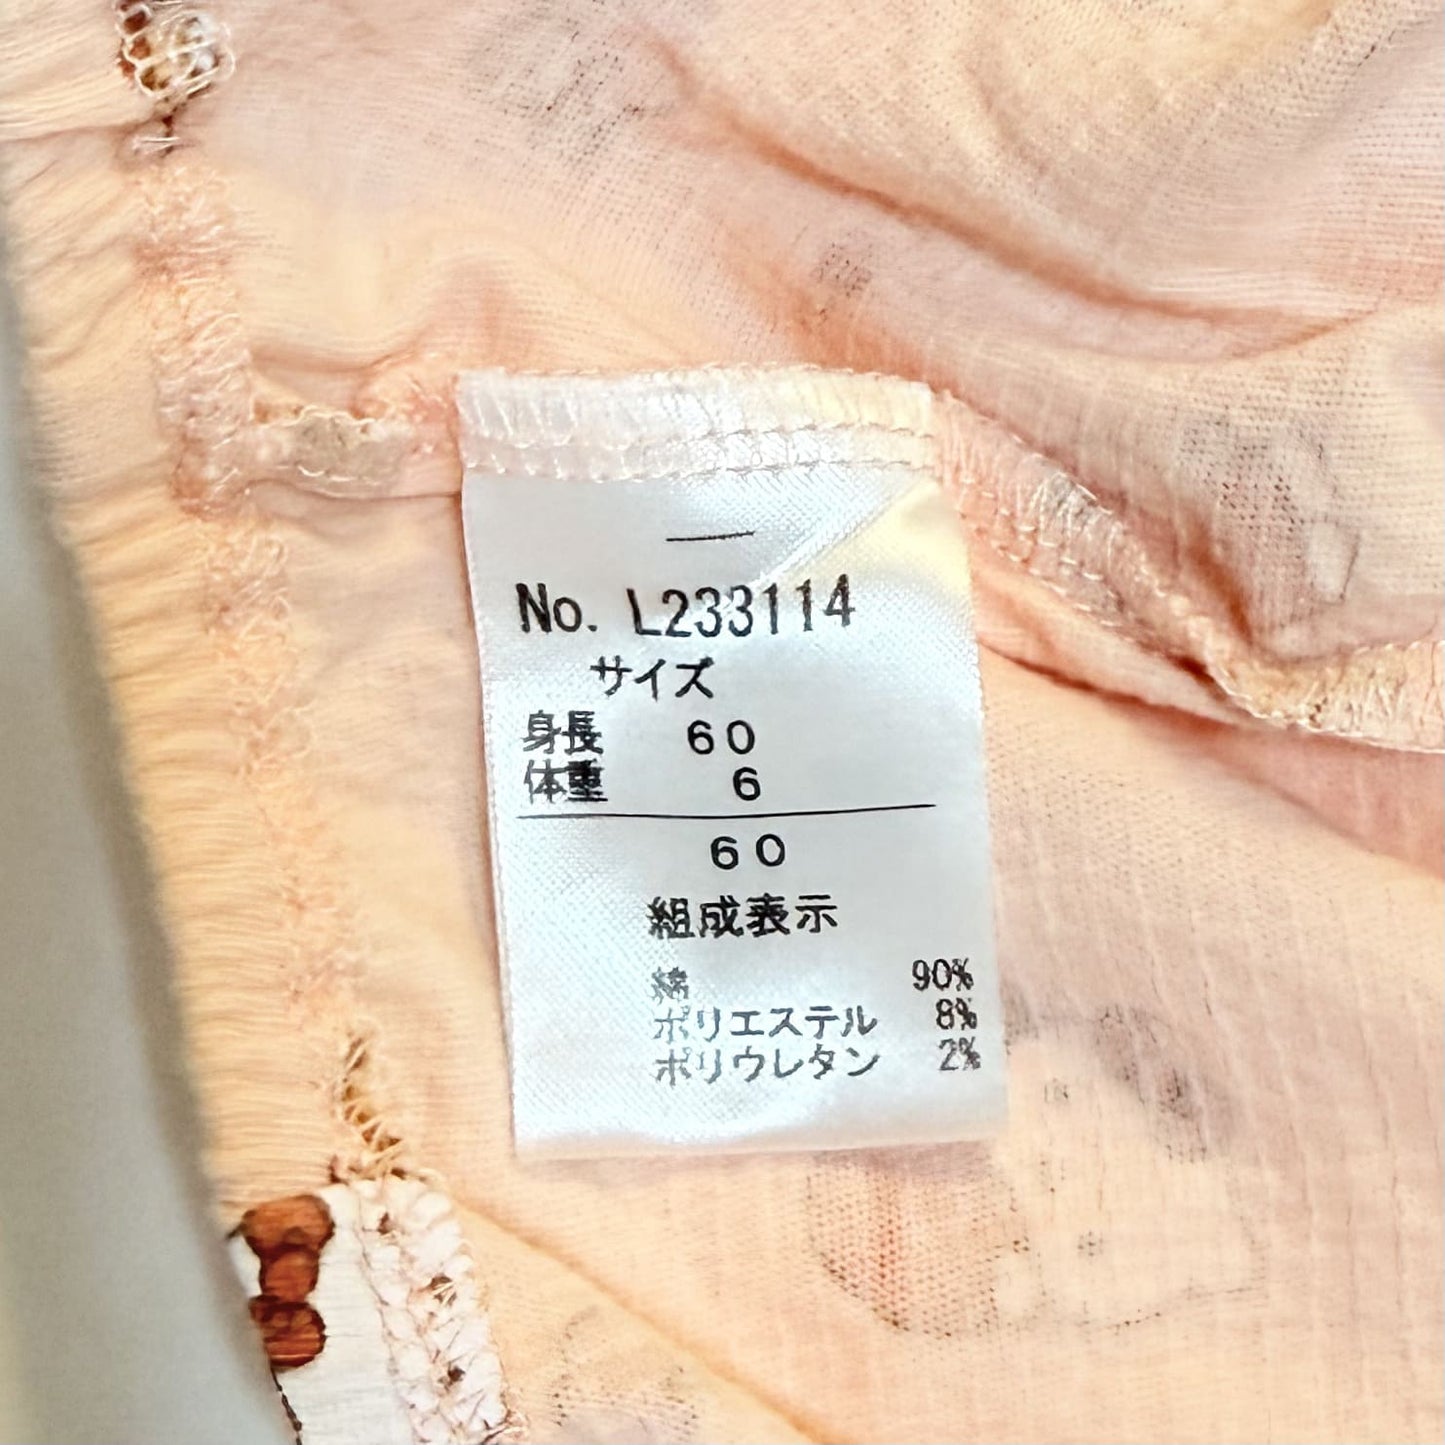 No. L233114
サイズ
身長 60
体重 6
60
組成表示
綿 90%
ポリエステル 8%
ポリウレタン 2%